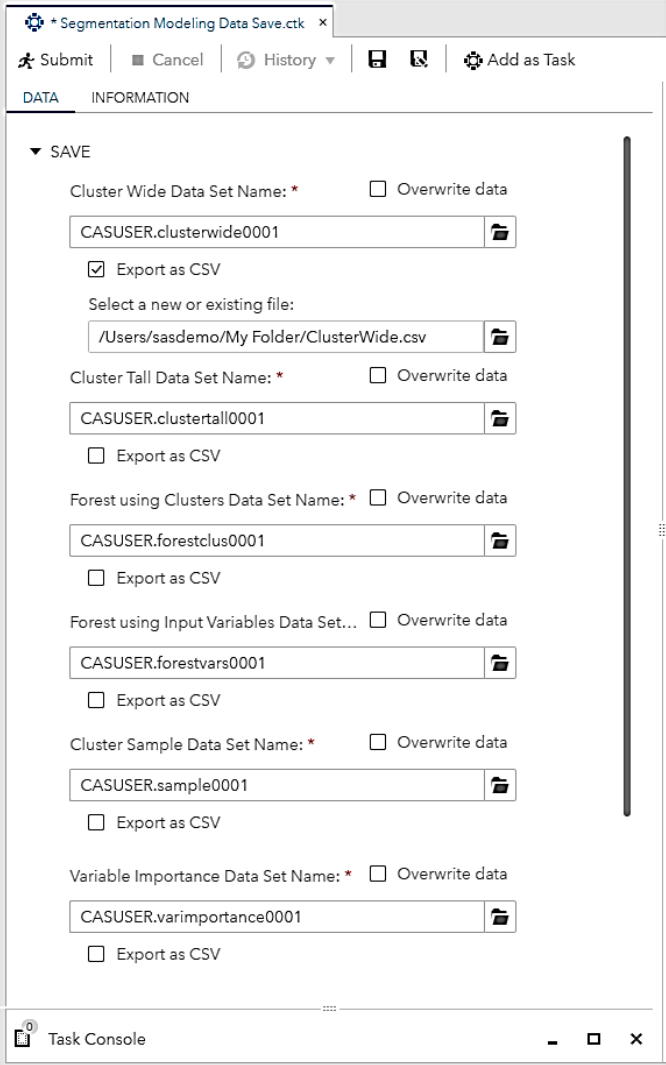 * Segmentation Modeling Data Save.ctk ×
Submit Cancel History Add as Task
DATA INFORMATION
SAVE
Cluster Wide Data Set Name: * Overwrite data
CASUSER.clusterwide0001
Export as CSV
Select a new or existing file:
/Users/sasdemo/My Folder/ClusterWide.csv
Cluster Tall Data Set Name: * Overwrite data
CASUSER.clustertall0001
Export as CSV
Forest using Clusters Data Set Name: * Overwrite data
CASUSER.forestclus0001
Export as CSV
Forest using Input Variables Data Set... Overwrite data
CASUSER.forestvars0001
Export as CSV
Cluster Sample Data Set Name: * Overwrite data
CASUSER.sample0001
Export as CSV
Variable Importance Data Set Name: * Overwrite data
CASUSER.varimportance0001
Export as CSV
0
Task Console